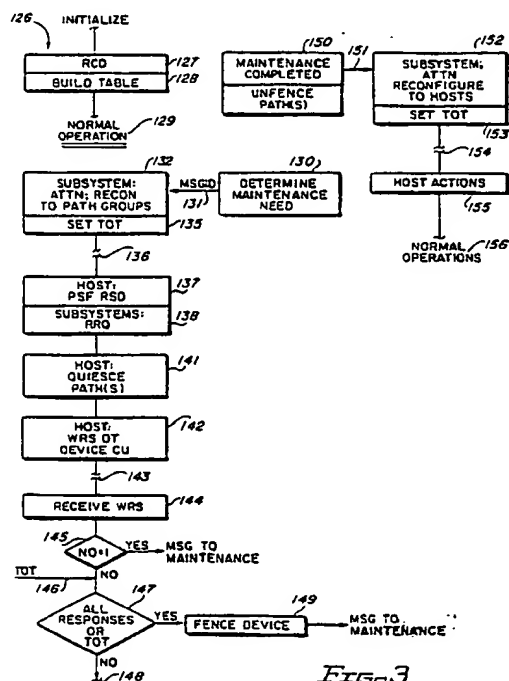 126
INITIALIZE
RCD
127
BUILD TABLE
128
NORMAL
OPERATION
129
150
MAINTENANCE
COMPLETED
UNFENCE
PATH(S)
151
152
SUBSYSTEM;
ATTN
RECONFIGURE
TO HOSTS
SET TOT
153
154
HOST ACTIONS
155
NORMAL
OPERATIONS
156
132
SUBSYSTEM:
ATTN; RECON
TO PATH GROUPS
SET TOT
135
MSGID
131
130
DETERMINE
MAINTENANCE
NEED
136
HOST:
PSF RSD
137
SUBSYSTEMS:
RRQ
138
HOST:
QUIESCE
PATH(S)
141
HOST:
WRS DT
DEVICE CU
142
143
RECEIVE WRS
144
145
NO=1
YES
MSG TO
MAINTENANCE
NO
TOT
146
ALL
RESPONSES
OR
TOT
147
YES
149
FENCE DEVICE
MSG TO
MAINTENANCE
NO
148
FIG. 3